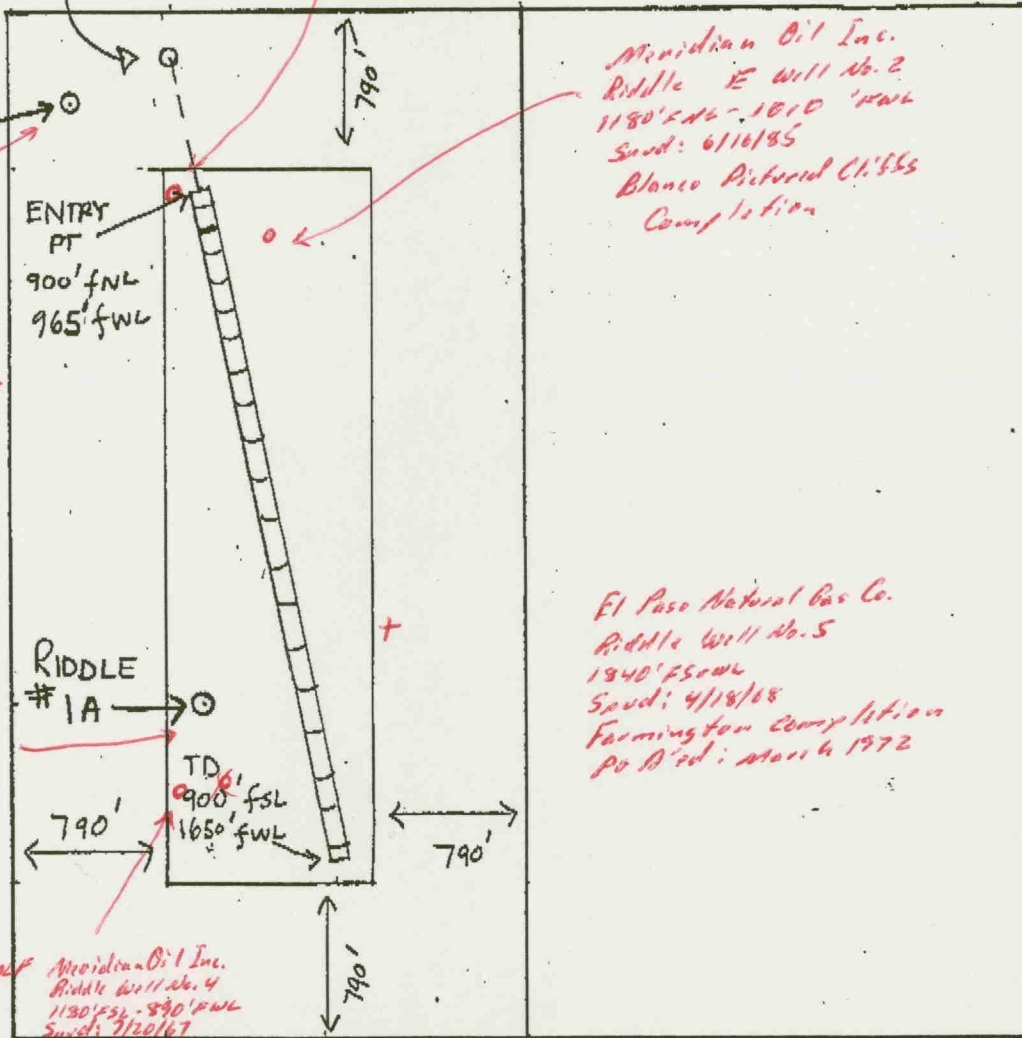 790'
Meridian Oil Inc.
Riddle E Well No. 2
1180' FNL - 1010 'FWL
Spud: 6/16/85
Blanco Pictured Cliffs
Completion
ENTRY
PT
900' fNL
965' fWL
El Paso Natural Gas Co.
Riddle Well No. 5
1840' FS&WL
Spud: 4/18/68
Farmington Completion
P&A'ed: March 1972
RIDDLE
#1A
TD
900' fSL
1650' fWL
790'
790'
790'
Meridian Oil Inc.
Riddle Well No. 4
1180' FSL - 890' FWL
Spud: 7/20/67